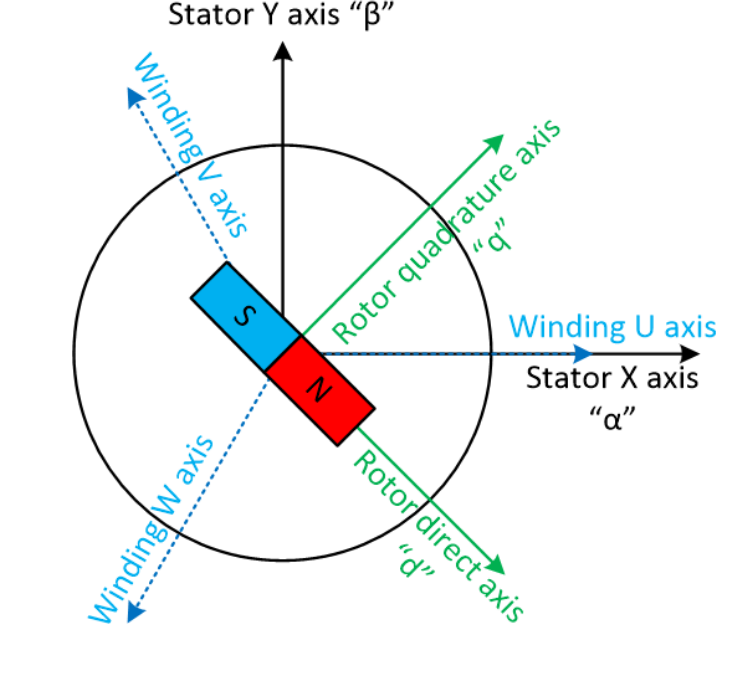 Stator Y axis “β”
Winding V axis
Rotor quadrature axis
“q”
S
Winding U axis
Stator X axis
“α”
N
Winding W axis
Rotor direct axis
“d”